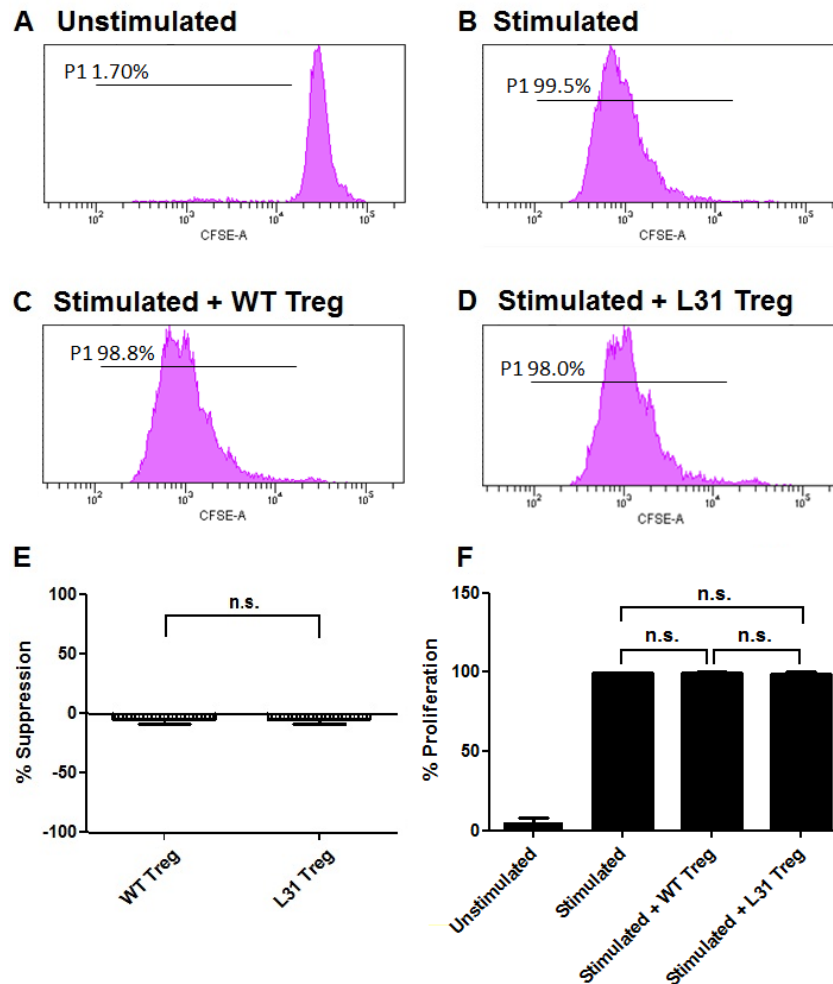 A Unstimulated
P1 1.70%
10² 10³ 10⁴ 10⁵
CFSE-A
B Stimulated
P1 99.5%
10² 10³ 10⁴ 10⁵
CFSE-A
C Stimulated + WT Treg
P1 98.8%
10² 10³ 10⁴ 10⁵
CFSE-A
D Stimulated + L31 Treg
P1 98.0%
10² 10³ 10⁴ 10⁵
CFSE-A
E
% Suppression
100
50
0
-50
-100
n.s.
WT Treg
L31 Treg
F
% Proliferation
150
100
50
0
n.s.
n.s.
n.s.
Unstimulated
Stimulated
Stimulated + WT Treg
Stimulated + L31 Treg